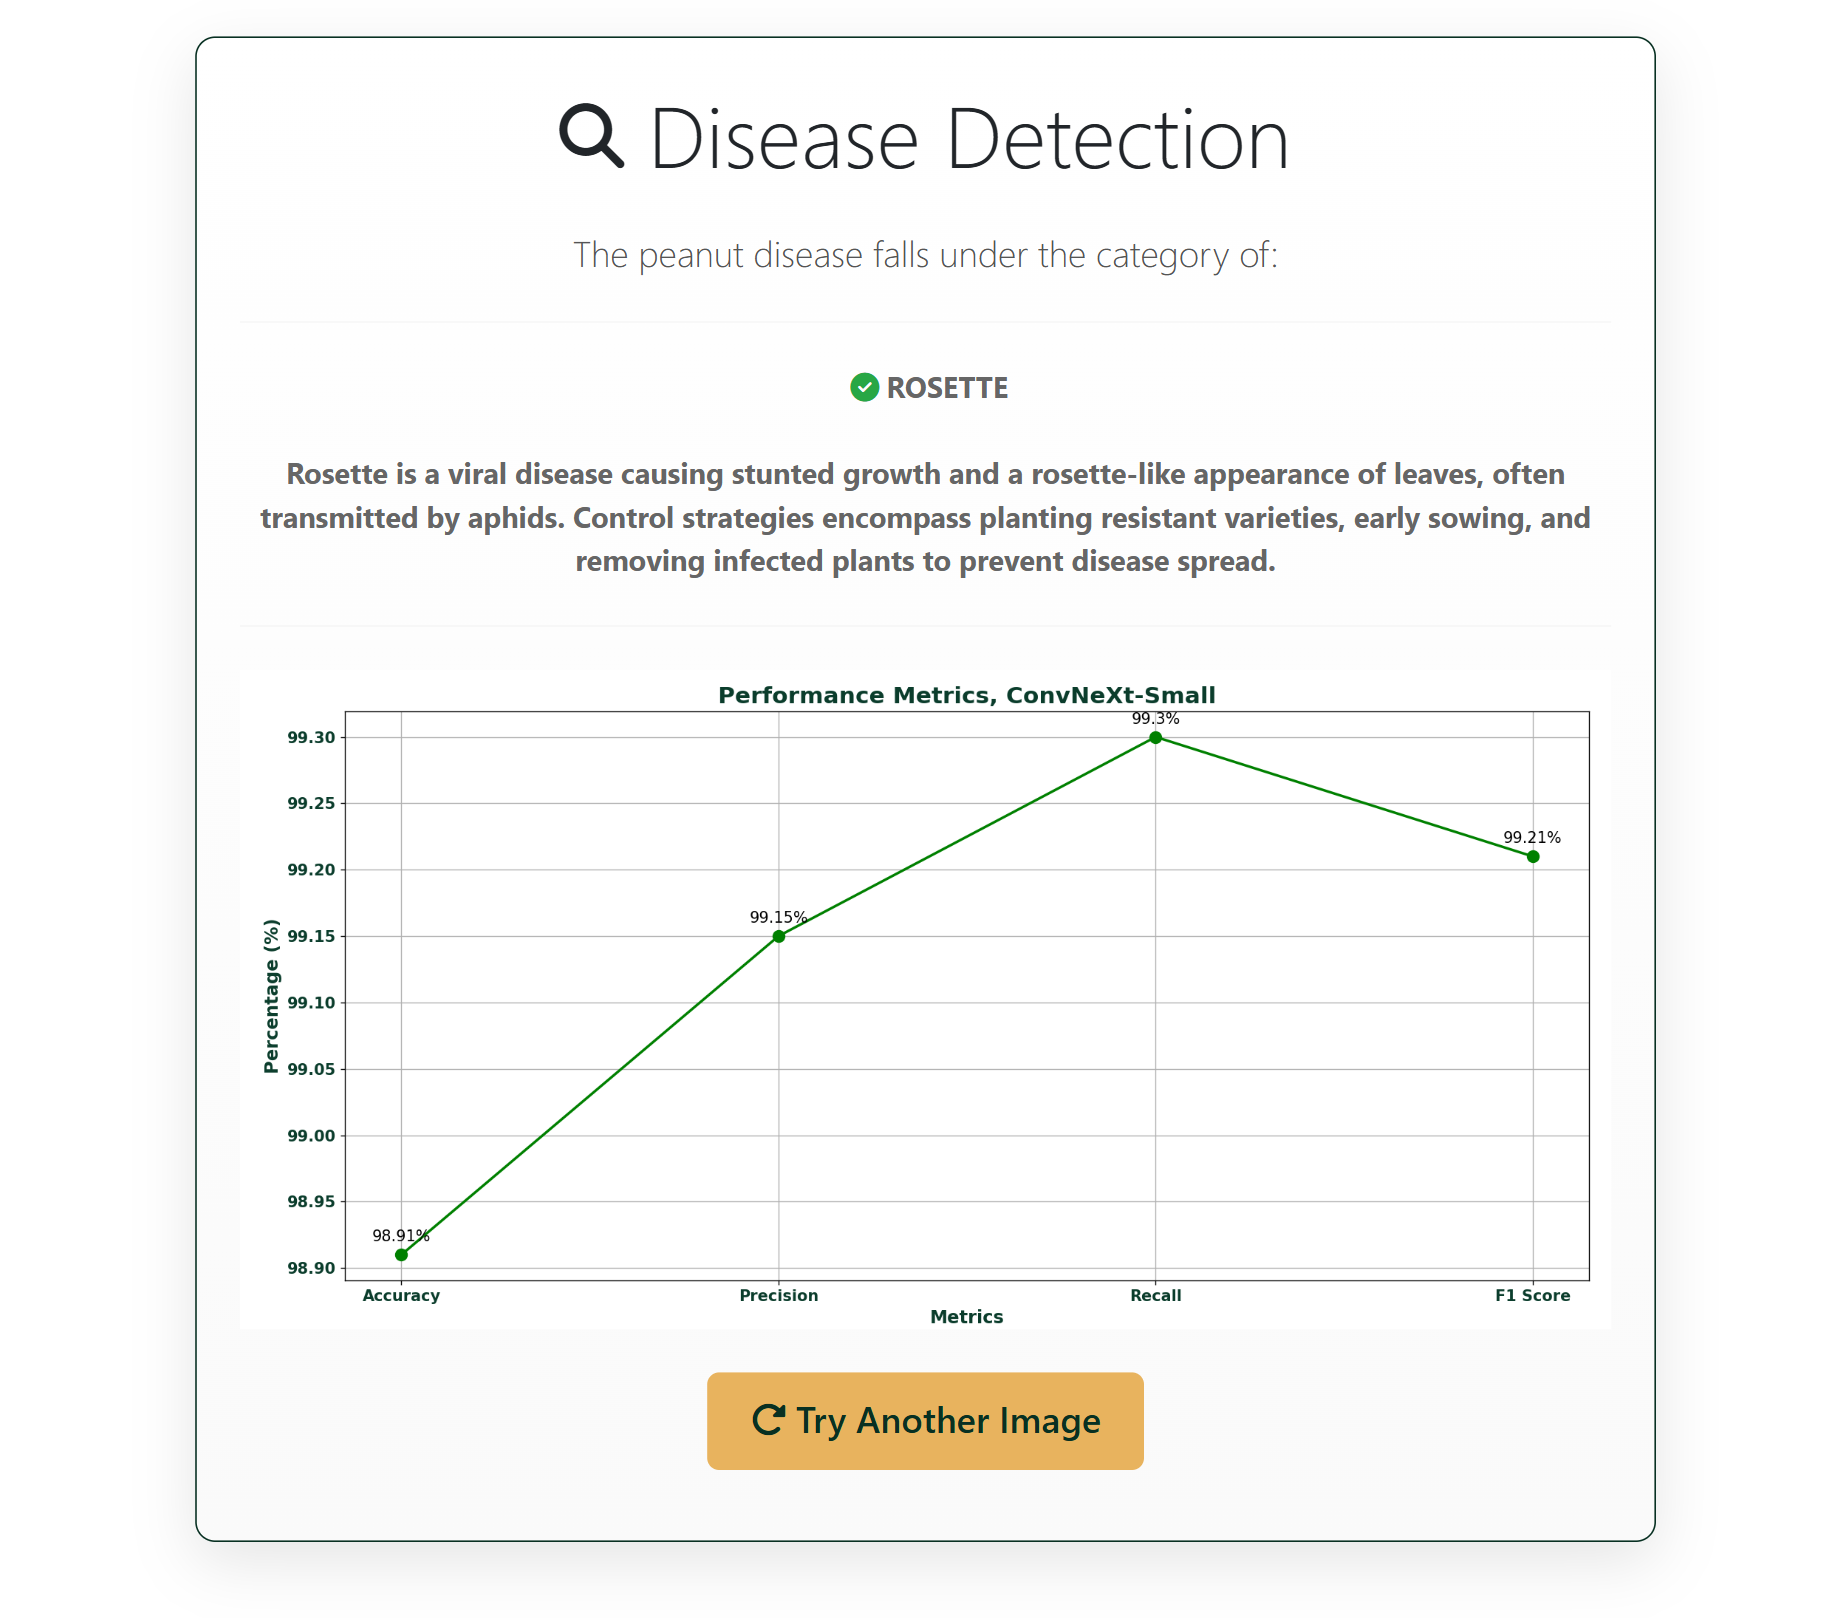 Disease Detection
The peanut disease falls under the category of:
ROSETTE
Rosette is a viral disease causing stunted growth and a rosette-like appearance of leaves, often
transmitted by aphids. Control strategies encompass planting resistant varieties, early sowing, and
removing infected plants to prevent disease spread.
Performance Metrics, ConvNeXt-Small
99.3%
99.30
99.25
99.21%
99.20
99.15%
99.15
Percentage (%)
99.10
99.05
99.00
98.95
98.91%
98.90
Accuracy Precision Recall F1 Score
Metrics
Try Another Image